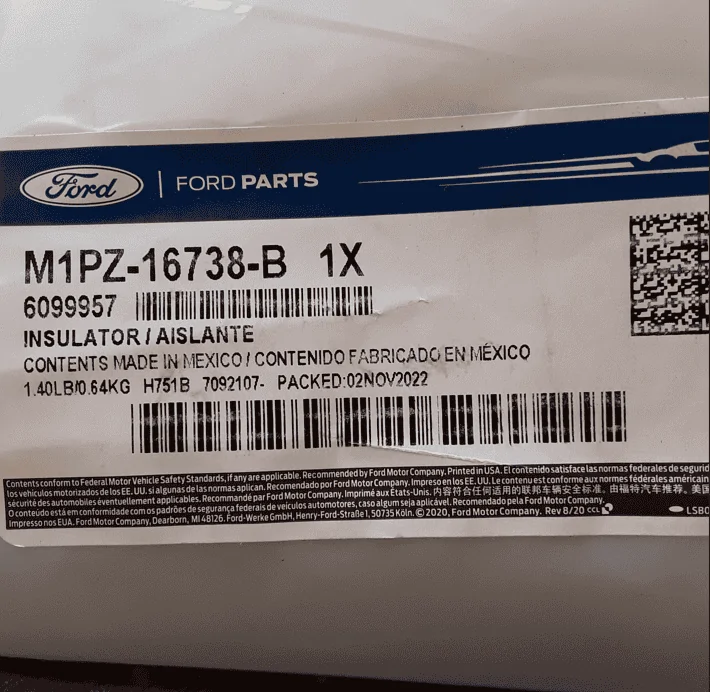 Ford | FORD PARTS
M1PZ-16738-B 1X
6099957
INSULATOR / AISLANTE
CONTENTS MADE IN MEXICO / CONTENIDO FABRICADO EN MÉXICO
1.40LB/0.64KG H751B 7092107- PACKED:02NOV2022
Contents conform to Federal Motor Vehicle Safety Standards, if any are applicable. Recommended by Ford Motor Company. Printed in USA. El contenido satisface las normas federales de segurid
los vehículos motorizados de los EE. UU. si algunas de las normas aplican. Recomendado por Ford Motor Company. Impreso en los EE. UU. Le contenu est conforme aux normes fédérales américain
sécurité des automobiles éventuellement applicables. Recommandé par Ford Motor Company. Imprimé aux États-Unis. 内容符合任何适用的联邦车辆安全标准。由福特汽车推荐。美国
O conteúdo está em conformidade com os padrões de segurança federais de veículos automotores, caso algum seja aplicável. Recomendado pela Ford Motor Company.
Impresso nos EUA. Ford Motor Company, Dearborn, MI 48126. Ford-Werke GmbH, Henry-Ford-Straße 1, 50735 Köln. © 2020, Ford Motor Company. Rev 8/20 CCL LSB0